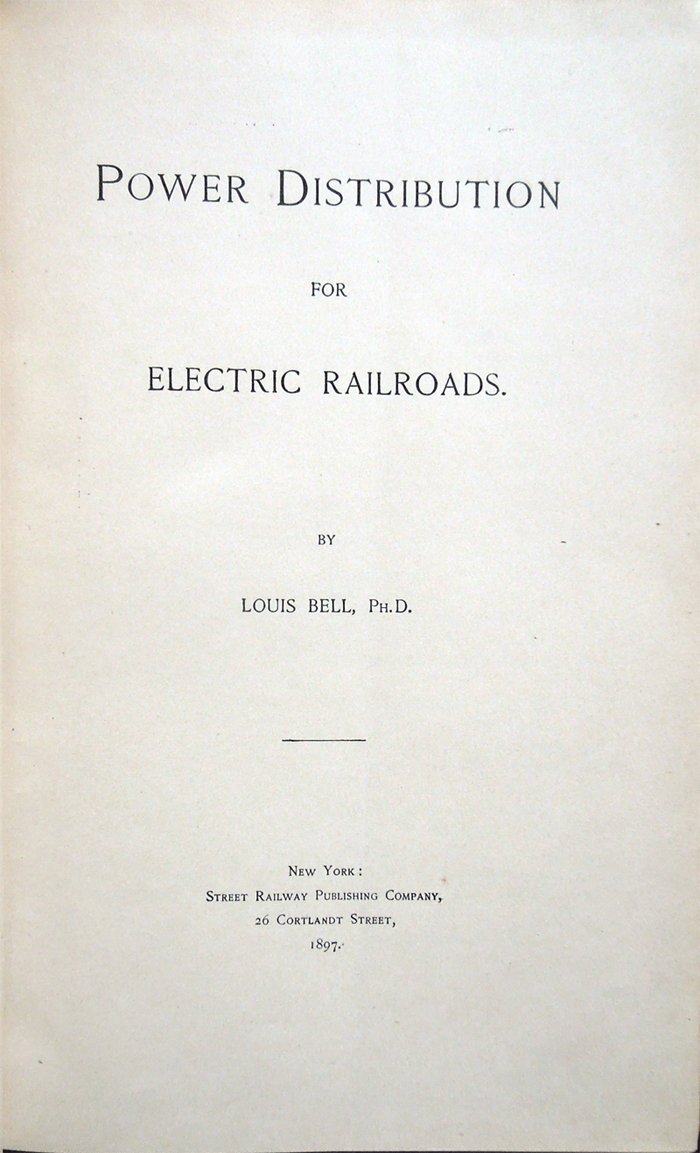 POWER DISTRIBUTION
FOR
ELECTRIC RAILROADS.
BY
LOUIS BELL, PH.D.
NEW YORK:
STREET RAILWAY PUBLISHING COMPANY,
26 CORTLANDT STREET,
1897.